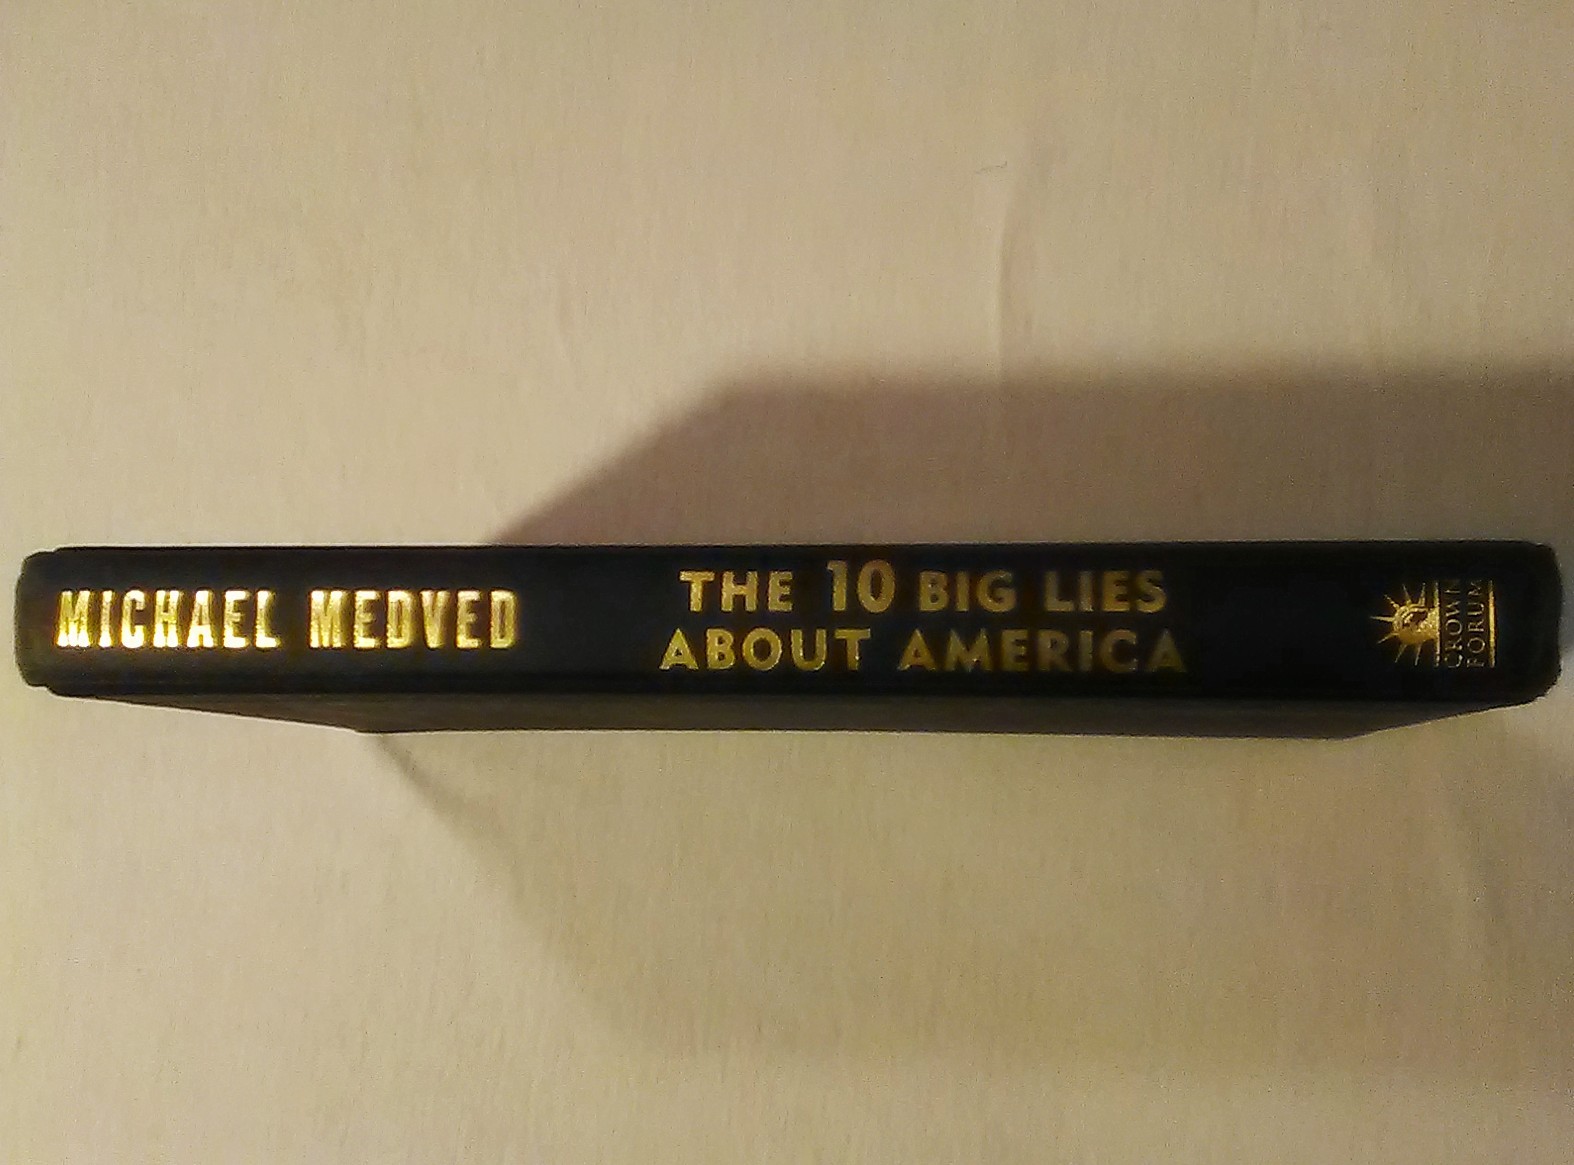 MICHAEL MEDVED
THE 10 BIG LIES
ABOUT AMERICA
CROWN
FORUM